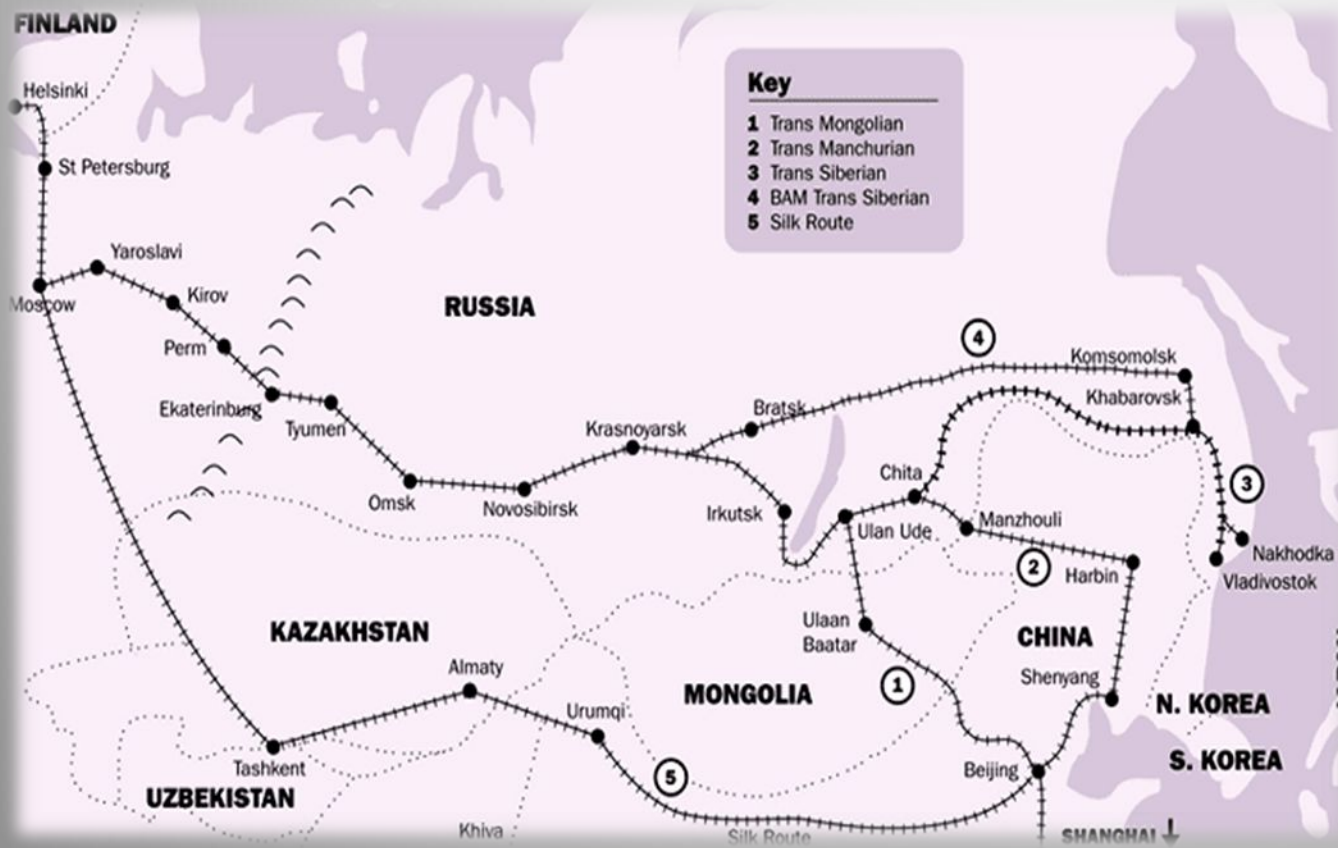 FINLAND
Helsinki
St Petersburg
Key
1 Trans Mongolian
2 Trans Manchurian
3 Trans Siberian
4 BAM Trans Siberian
5 Silk Route
Yaroslavi
Moscow
Kirov
RUSSIA
Perm
4
Komsomolsk
Ekaterinburg
Tyumen
Bratsk
Khabarovsk
Krasnoyarsk
Chita
3
Omsk
Novosibirsk
Irkutsk
Ulan Ude
Manzhouli
Nakhodka
2
Harbin
Vladivostok
KAZAKHSTAN
Ulaan
Baatar
CHINA
Almaty
1
Shenyang
MONGOLIA
N. KOREA
Urumqi
Tashkent
5
Beijing
S. KOREA
UZBEKISTAN
Khiva
Silk Route
SHANGHAI